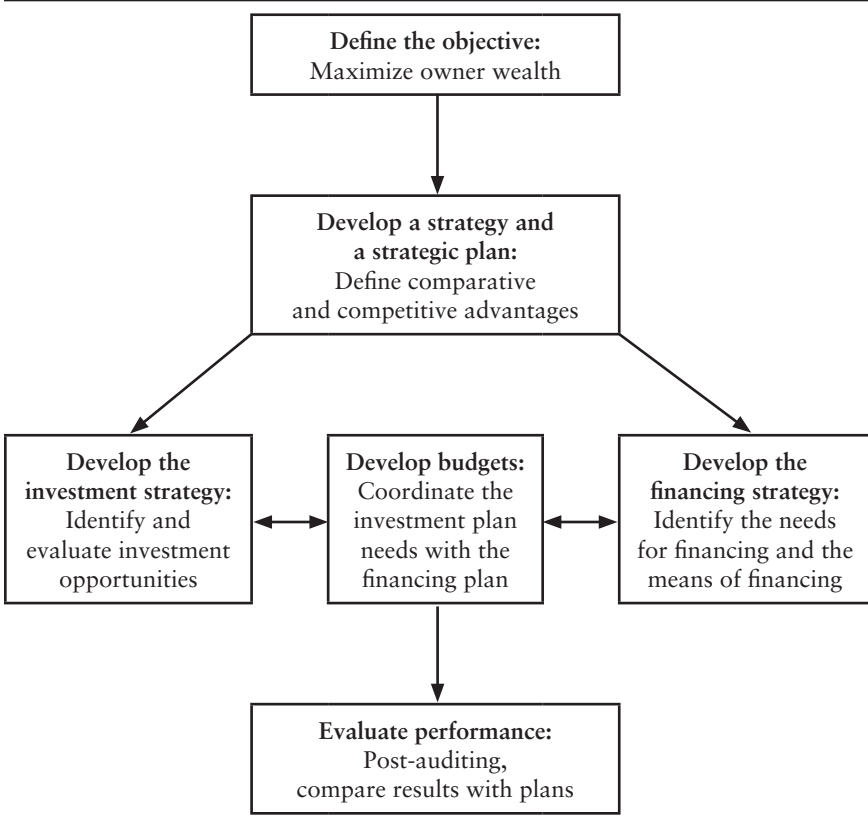 Define the objective:
Maximize owner wealth
Develop a strategy and
a strategic plan:
Define comparative
and competitive advantages
Develop the
investment strategy:
Identify and
evaluate investment
opportunities
Develop budgets:
Coordinate the
investment plan
needs with the
financing plan
Develop the
financing strategy:
Identify the needs
for financing and the
means of financing
Evaluate performance:
Post-auditing,
compare results with plans